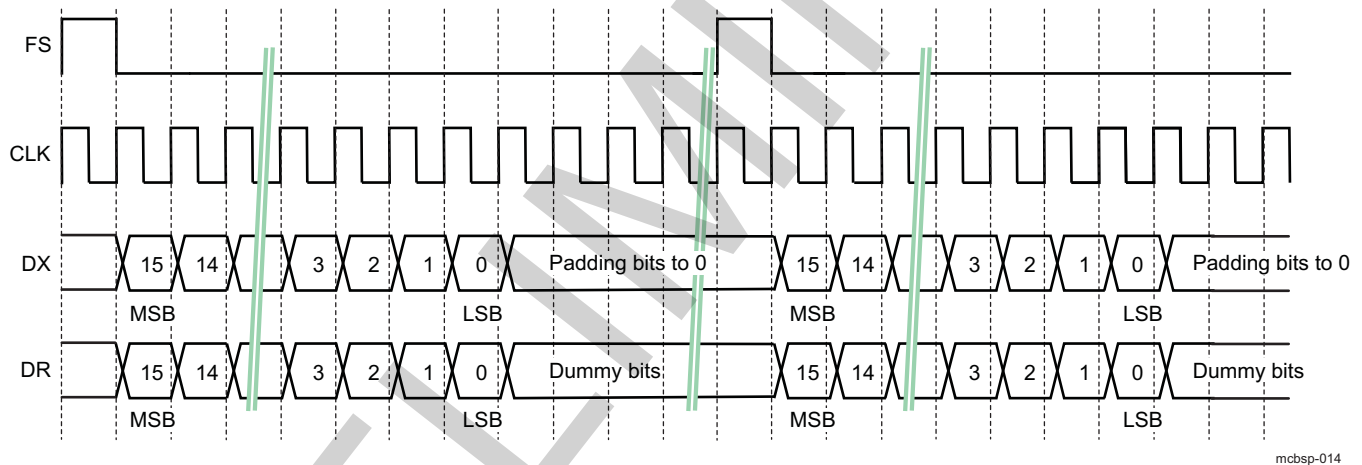 FS
CLK
DX 15 14 3 2 1 0 Padding bits to 0 15 14 3 2 1 0 Padding bits to 0
MSB LSB MSB LSB
DR 15 14 3 2 1 0 Dummy bits 15 14 3 2 1 0 Dummy bits
MSB LSB MSB LSB
mcbsp-014